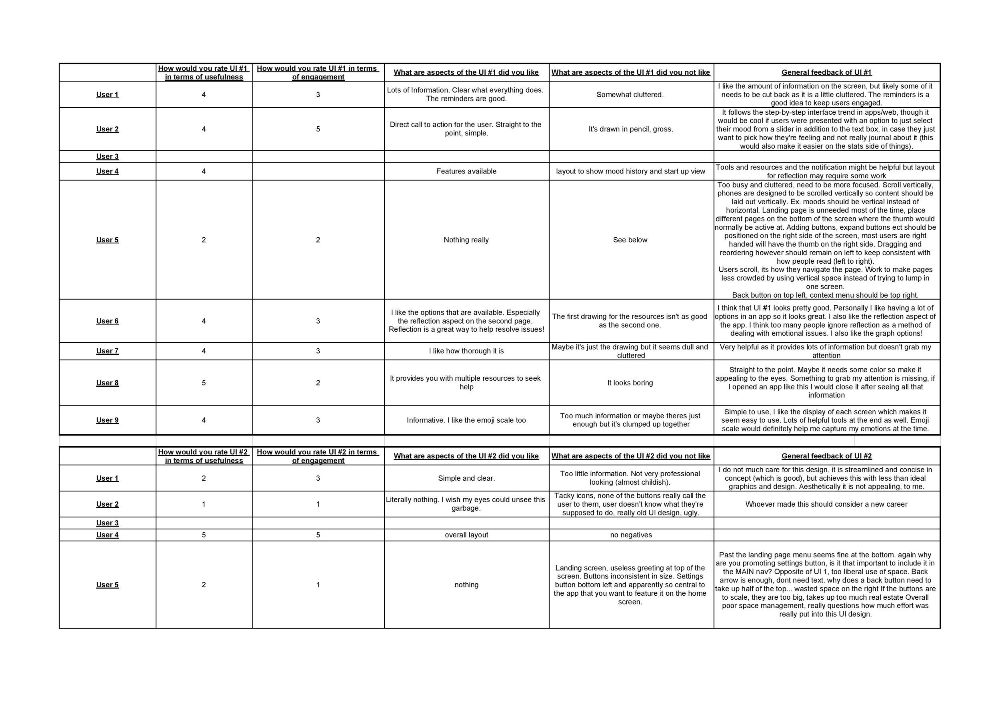 How would you rate UI #1
in terms of usefulness
How would you rate UI #1 in terms
of engagement
What are aspects of the UI #1 did you like
What are aspects of the UI #1 did you not like
General feedback of UI #1
User 1
4
3
Lots of Information. Clear what everything does.
The reminders are good.
Somewhat cluttered.
I like the amount of information on the screen, but likely some of it
needs to be cut back as it is a little cluttered. The reminders is a
good idea to keep users engaged.
User 2
4
5
Direct call to action for the user. Straight to the
point, simple.
It's drawn in pencil, gross.
It follows the step-by-step interface trend in apps/web, though it
would be cool if users were presented with an option to just select
their mood from a slider in addition to the text box, in case they just
want to pick how they're feeling and not really journal about it (this
would also make it easier on the stats side of things).
User 3
User 4
4
Features available
layout to show mood history and start up view
Tools and resources and the notification might be helpful but layout
for reflection may require some work
User 5
2
2
Nothing really
See below
Too busy and cluttered, need to be more focused. Scroll vertically,
phones are designed to be scrolled vertically so content should be
laid out vertically. Ex. moods should be vertical instead of
horizontal. Landing page is unneeded most of the time, place
different pages on the bottom of the screen where the thumb would
normally be active at. Adding buttons, expand buttons ect should be
positioned on the right side of the screen, most users are right
handed will have the thumb on the right side. Dragging and
reordering however should remain on left to keep consistent with
how people read (left to right).
Users scroll, its how they navigate the page. Work to make pages
less crowded by using vertical space instead of trying to lump in
one screen.
Back button on top left, context menu should be top right.
User 6
4
3
I like the options that are available. Especially
the reflection aspect on the second page.
Reflection is a great way to help resolve issues!
The first drawing for the resources isn't as good
as the second one.
I think that UI #1 looks pretty good. Personally I like having a lot of
options in an app so it looks great. I also like the reflection aspect of
the app. I think too many people ignore reflection as a method of
dealing with emotional issues. I also like the graph options!
User 7
4
3
I like how thorough it is
Maybe it's just the drawing but it seems dull and
cluttered
Very helpful as it provides lots of information but doesn't grab my
attention
User 8
5
2
It provides you with multiple resources to seek
help
It looks boring
Straight to the point. Maybe it needs some color so make it
appealing to the eyes. Something to grab my attention is missing, if
I opened an app like this I would close it after seeing all that
information
User 9
4
3
Informative. I like the emoji scale too
Too much information or maybe theres just
enough but it's clumped up together
Simple to use, I like the display of each screen which makes it
seem easy to use. Lots of helpful tools at the end as well. Emoji
scale would definitely help me capture my emotions at the time.
How would you rate UI #2
in terms of usefulness
How would you rate UI #2 in terms
of engagement
What are aspects of the UI #2 did you like
What are aspects of the UI #2 did you not like
General feedback of UI #2
User 1
2
3
Simple and clear.
Too little information. Not very professional
looking (almost childish).
I do not much care for this design, it is streamlined and concise in
concept (which is good), but achieves this with less than ideal
graphics and design. Aesthetically it is not appealing, to me.
User 2
1
1
Literally nothing. I wish my eyes could unsee this
garbage.
Tacky icons, none of the buttons really call the
user to them, user doesn't know what they're
supposed to do, really old UI design, ugly.
Whoever made this should consider a new career
User 3
User 4
5
5
overall layout
no negatives
User 5
2
1
nothing
Landing screen, useless greeting at top of the
screen. Buttons inconsistent in size. Settings
button bottom left and apparently so central to
the app that you want to feature it on the home
screen.
Past the landing page menu seems fine at the bottom. again why
are you promoting settings button, is it that important to include it in
the MAIN nav? Opposite of UI 1, too liberal use of space. Back
arrow is enough, dont need text. why does a back button need to
take up half of the top... wasted space on the right If the buttons are
to scale, they are too big, takes up too much real estate Overall
poor space management, really questions how much effort was
really put into this UI design.